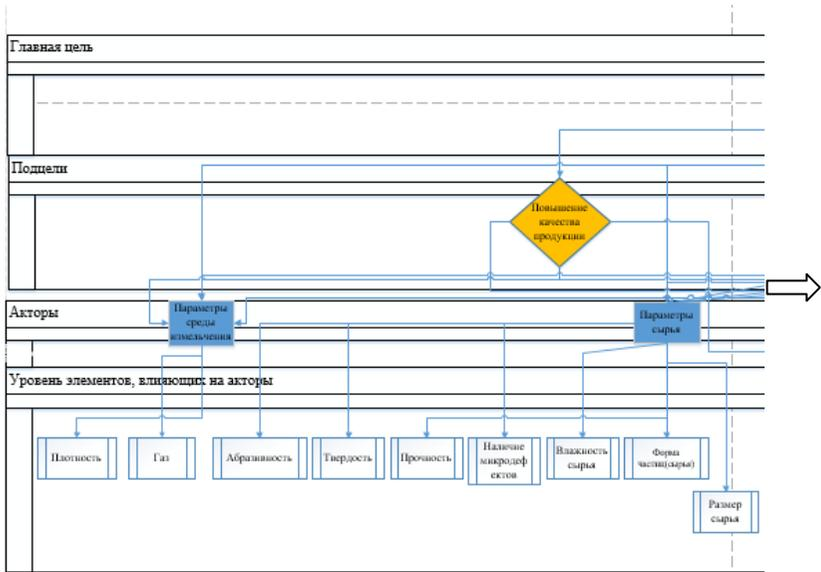 Главная цель
Подцели
Повышение
качества
продукции
Акторы
Параметры
среды
измельчения
Параметры
сырья
Уровень элементов, влияющих на акторы
Плотность
Газ
Абразивность
Твердость
Прочность
Наличие
микродеф
ектов
Влажность
сырья
Форма
частиц(сырья)
Размер
сырья